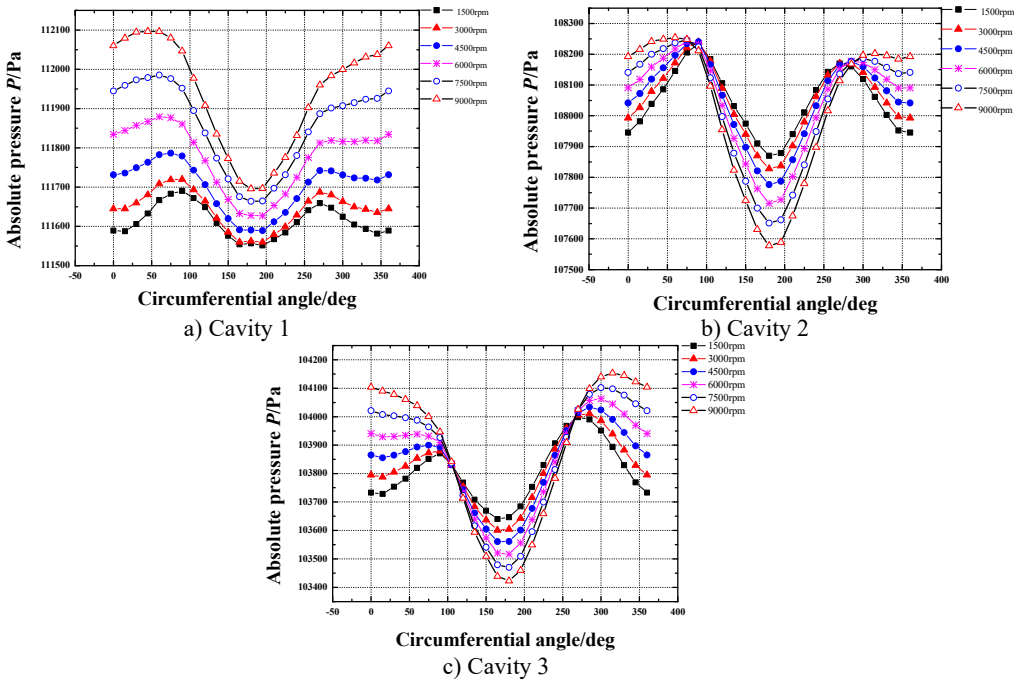 Absolute pressure P/Pa
112100
112000
111900
111800
111700
111600
111500
-50 0 50 100 150 200 250 300 350 400
Circumferential angle/deg
1500rpm
3000rpm
4500rpm
6000rpm
7500rpm
9000rpm
a) Cavity 1
Absolute pressure P/Pa
108300
108200
108100
108000
107900
107800
107700
107600
107500
-50 0 50 100 150 200 250 300 350 400
Circumferential angle/deg
1500rpm
3000rpm
4500rpm
6000rpm
7500rpm
9000rpm
b) Cavity 2
Absolute pressure P/Pa
104200
104100
104000
103900
103800
103700
103600
103500
103400
-50 0 50 100 150 200 250 300 350 400
Circumferential angle/deg
1500rpm
3000rpm
4500rpm
6000rpm
7500rpm
9000rpm
c) Cavity 3